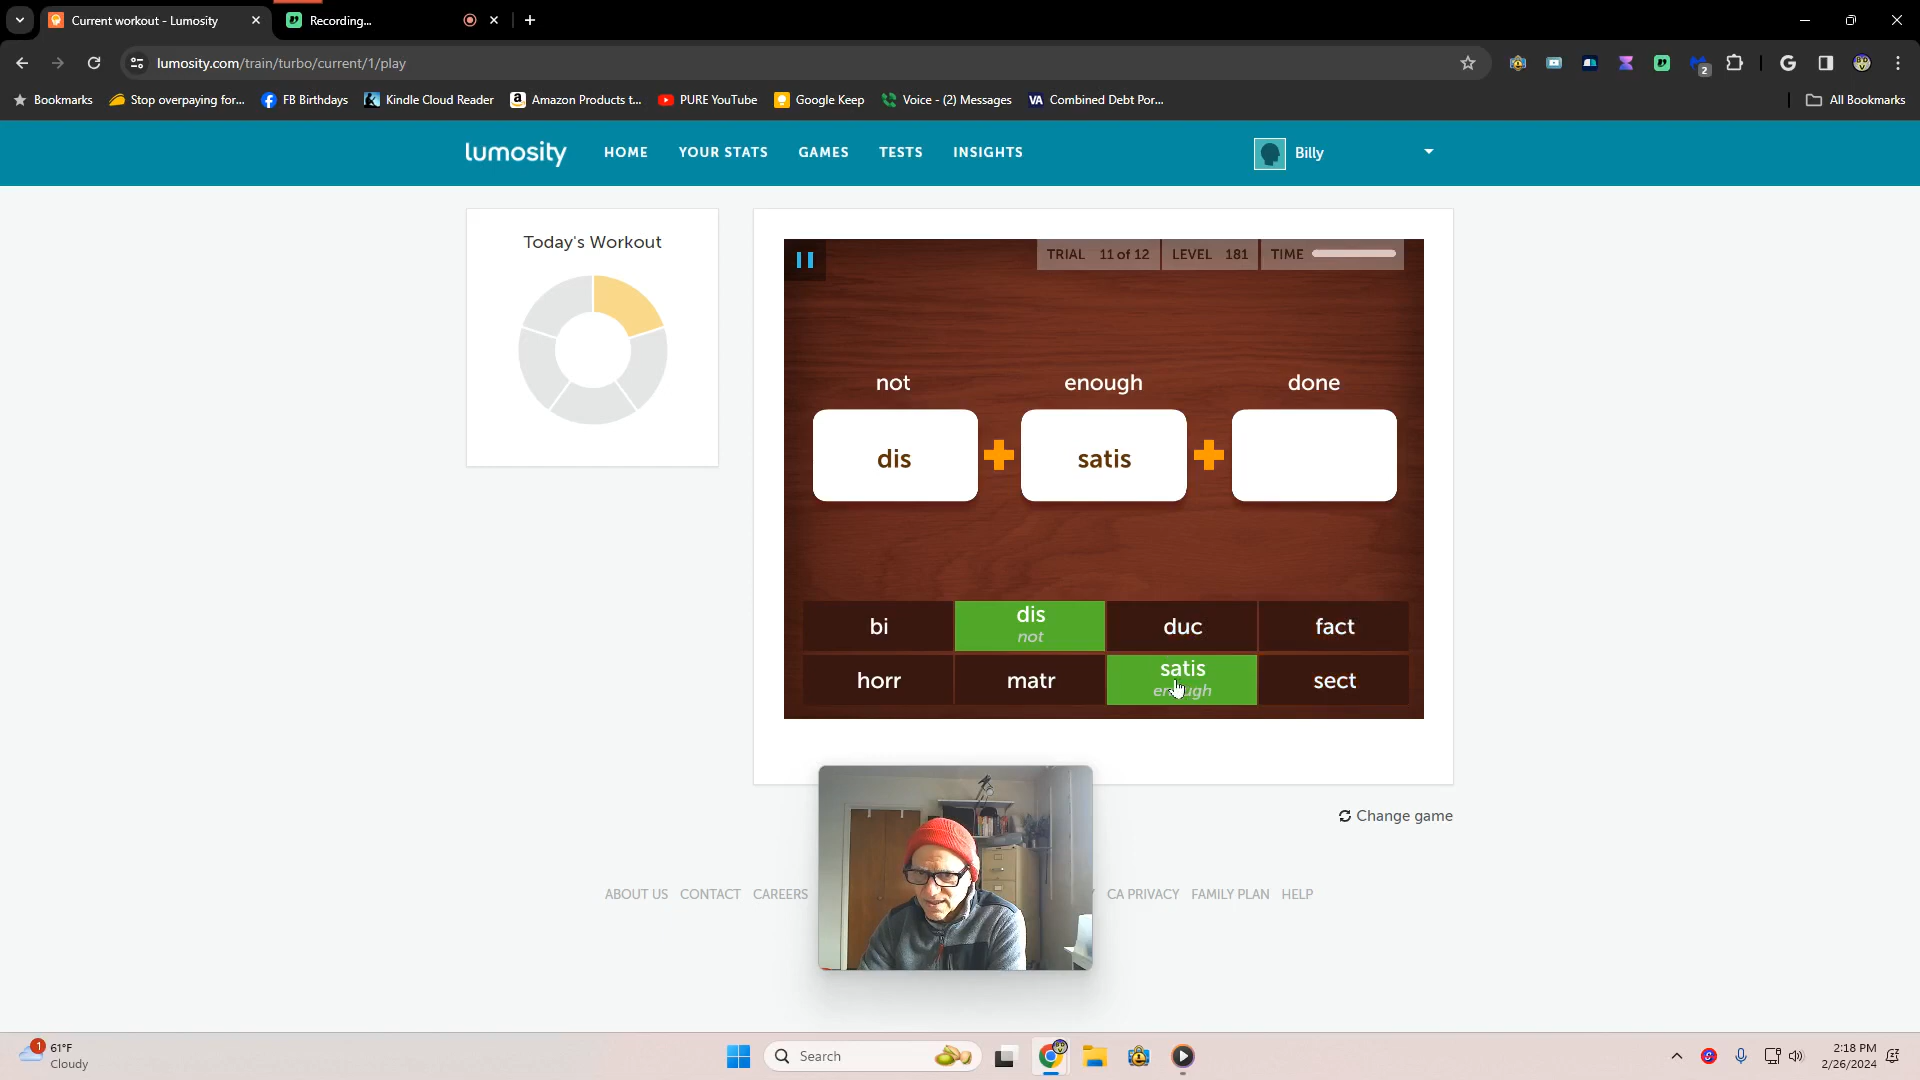 Current workout - Lumosity
Recording...
lumosity.com/train/turbo/current/1/play
2
Bookmarks
Stop overpaying for...
FB Birthdays
Kindle Cloud Reader
Amazon Products t...
PURE YouTube
Google Keep
Voice - (2) Messages
VA Combined Debt Por...
All Bookmarks
lumosity
HOME
YOUR STATS
GAMES
TESTS
INSIGHTS
Billy
Today's Workout
TRIAL 11 of 12
LEVEL 181
TIME
not
enough
done
dis
satis
bi
dis
not
duc
fact
horr
matr
satis
sect
Change game
ABOUT US
CONTACT
CAREERS
CA PRIVACY
FAMILY PLAN
HELP
1
61°F
Cloudy
Search
2:18 PM
2/26/2024